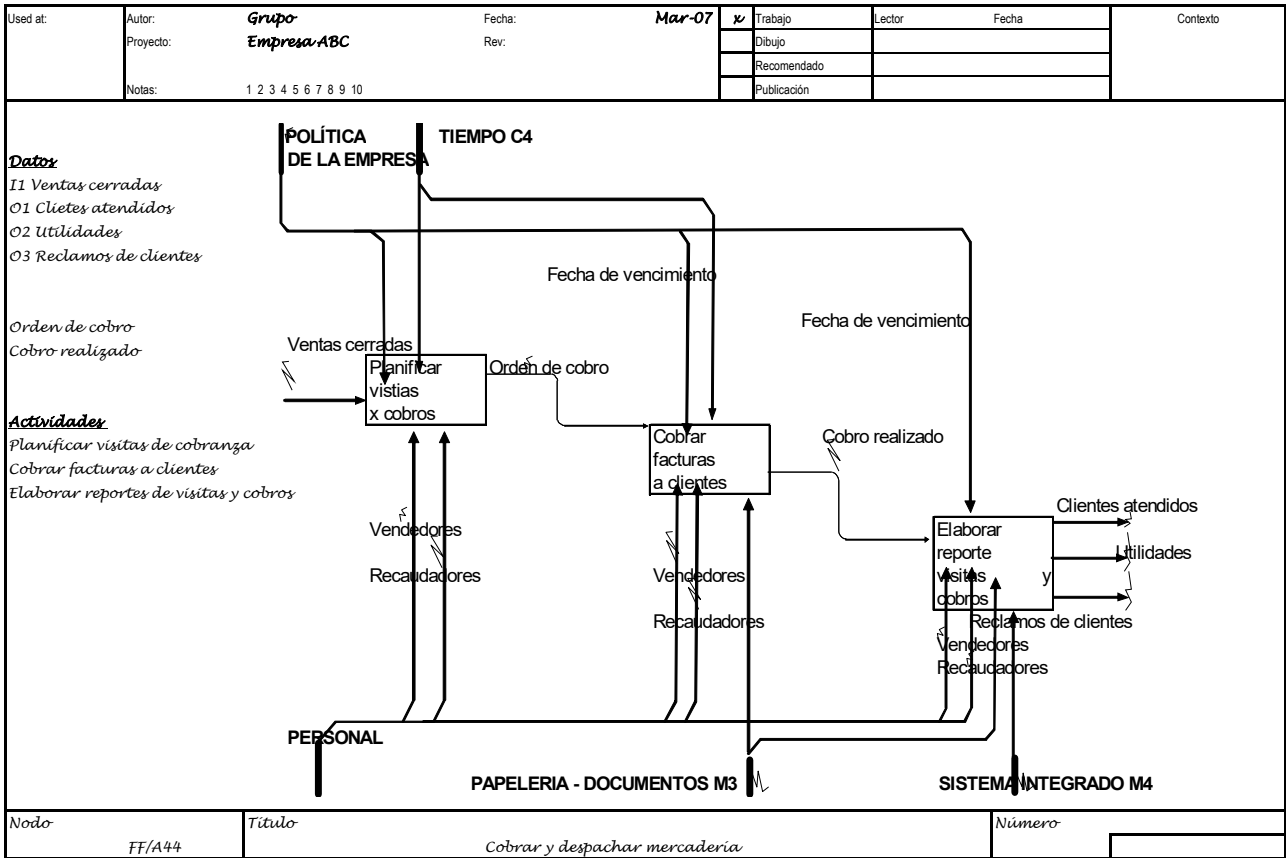 Used at:
Autor:
Grupo
Fecha:
Mar-07
x
Trabajo
Lector
Fecha
Contexto
Proyecto:
Empresa ABC
Rev:
Dibujo
Recomendado
Notas:
1 2 3 4 5 6 7 8 9 10
Publicación
POLÍTICA
DE LA EMPRESA
TIEMPO C4
Datos
I1 Ventas cerradas
O1 Clietes atendidos
O2 Utilidades
O3 Reclamos de clientes
Orden de cobro
Cobro realizado
Actividades
Planificar visitas de cobranza
Cobrar facturas a clientes
Elaborar reportes de visitas y cobros
Fecha de vencimiento
Fecha de vencimiento
Ventas cerradas
Planificar
vistias
x cobros
Orden de cobro
Cobrar
facturas
a clientes
Cobro realizado
Elaborar
reporte
visitas y
cobros
Clientes atendidos
Utilidades
Reclamos de clientes
Vendedores
Recaudadores
Vendedores
Recaudadores
Vendedores
Recaudadores
PERSONAL
PAPELERIA - DOCUMENTOS M3
SISTEMA INTEGRADO M4
Nodo
FF/A44
Título
Cobrar y despachar mercadería
Número